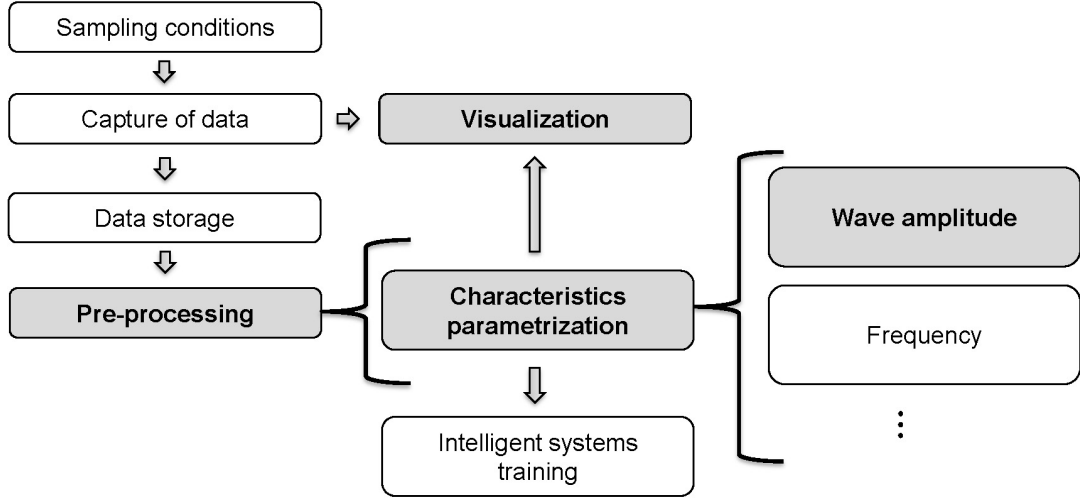 Sampling conditions
Capture of data
Visualization
Data storage
Pre-processing
Characteristics
parametrization
Intelligent systems
training
Wave amplitude
Frequency
⋮